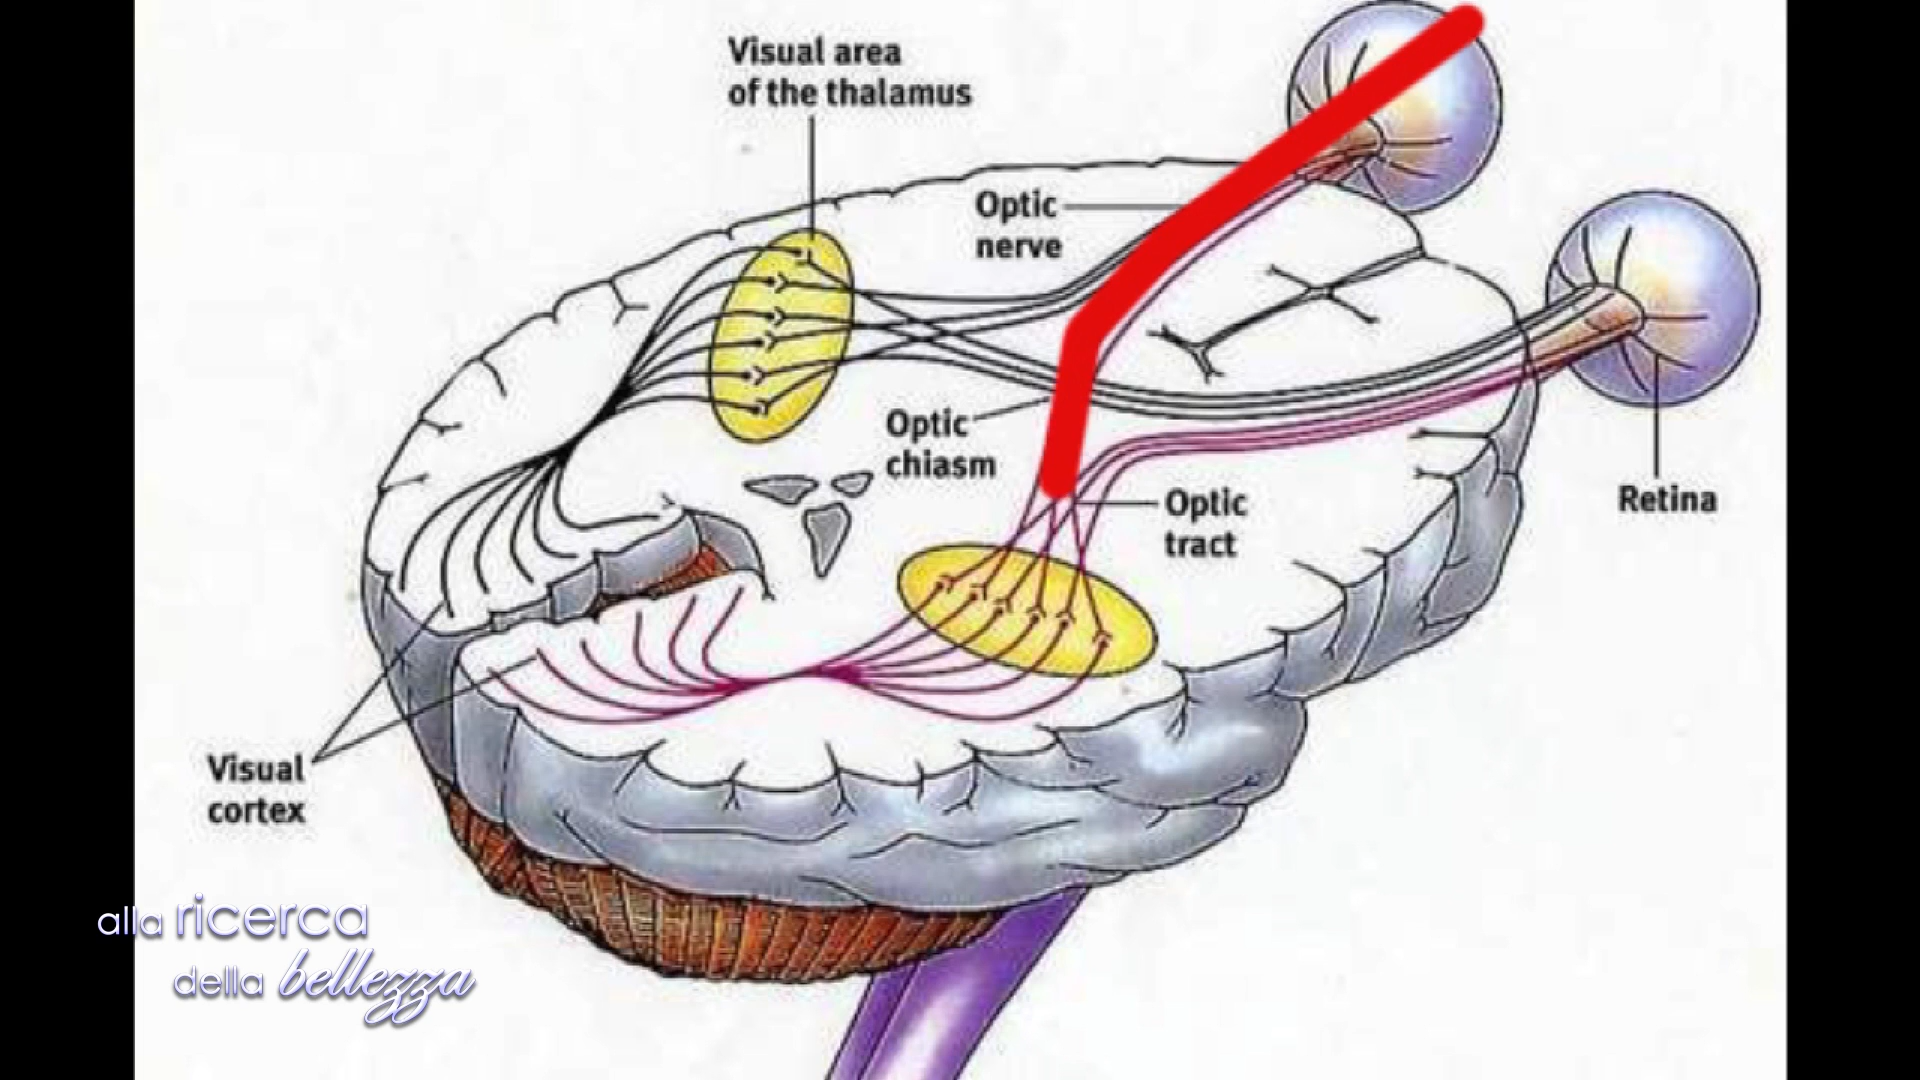 Visual area
of the thalamus
Optic
nerve
Optic
chiasm
Optic
tract
Retina
Visual
cortex
alla ricerca
della bellezza